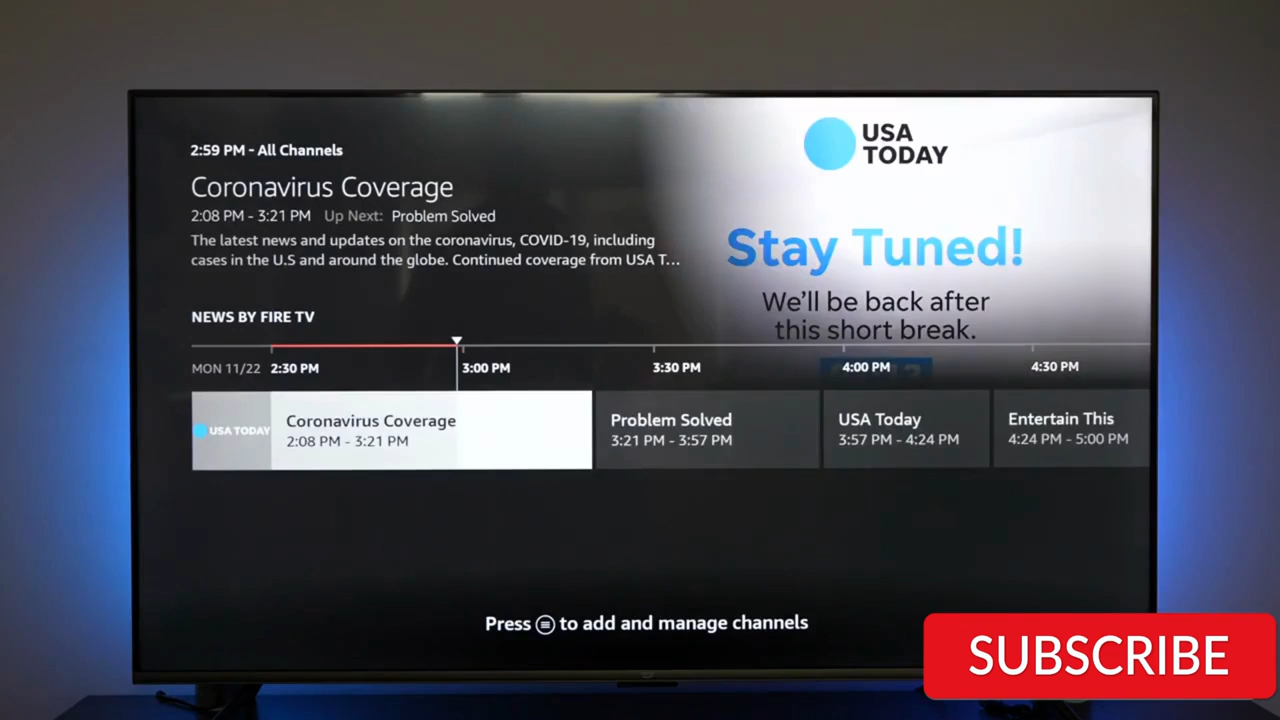 2:59 PM - All Channels
Coronavirus Coverage
2:08 PM - 3:21 PM Up Next: Problem Solved
The latest news and updates on the coronavirus, COVID-19, including
cases in the U.S and around the globe. Continued coverage from USA T...
USA
TODAY
Stay Tuned!
We'll be back after
this short break.
NEWS BY FIRE TV
MON 11/22 2:30 PM 3:00 PM 3:30 PM 4:00 PM 4:30 PM
USA TODAY
Coronavirus Coverage
2:08 PM - 3:21 PM
Problem Solved
3:21 PM - 3:57 PM
USA Today
3:57 PM - 4:24 PM
Entertain This
4:24 PM - 5:00 PM
Press to add and manage channels
SUBSCRIBE